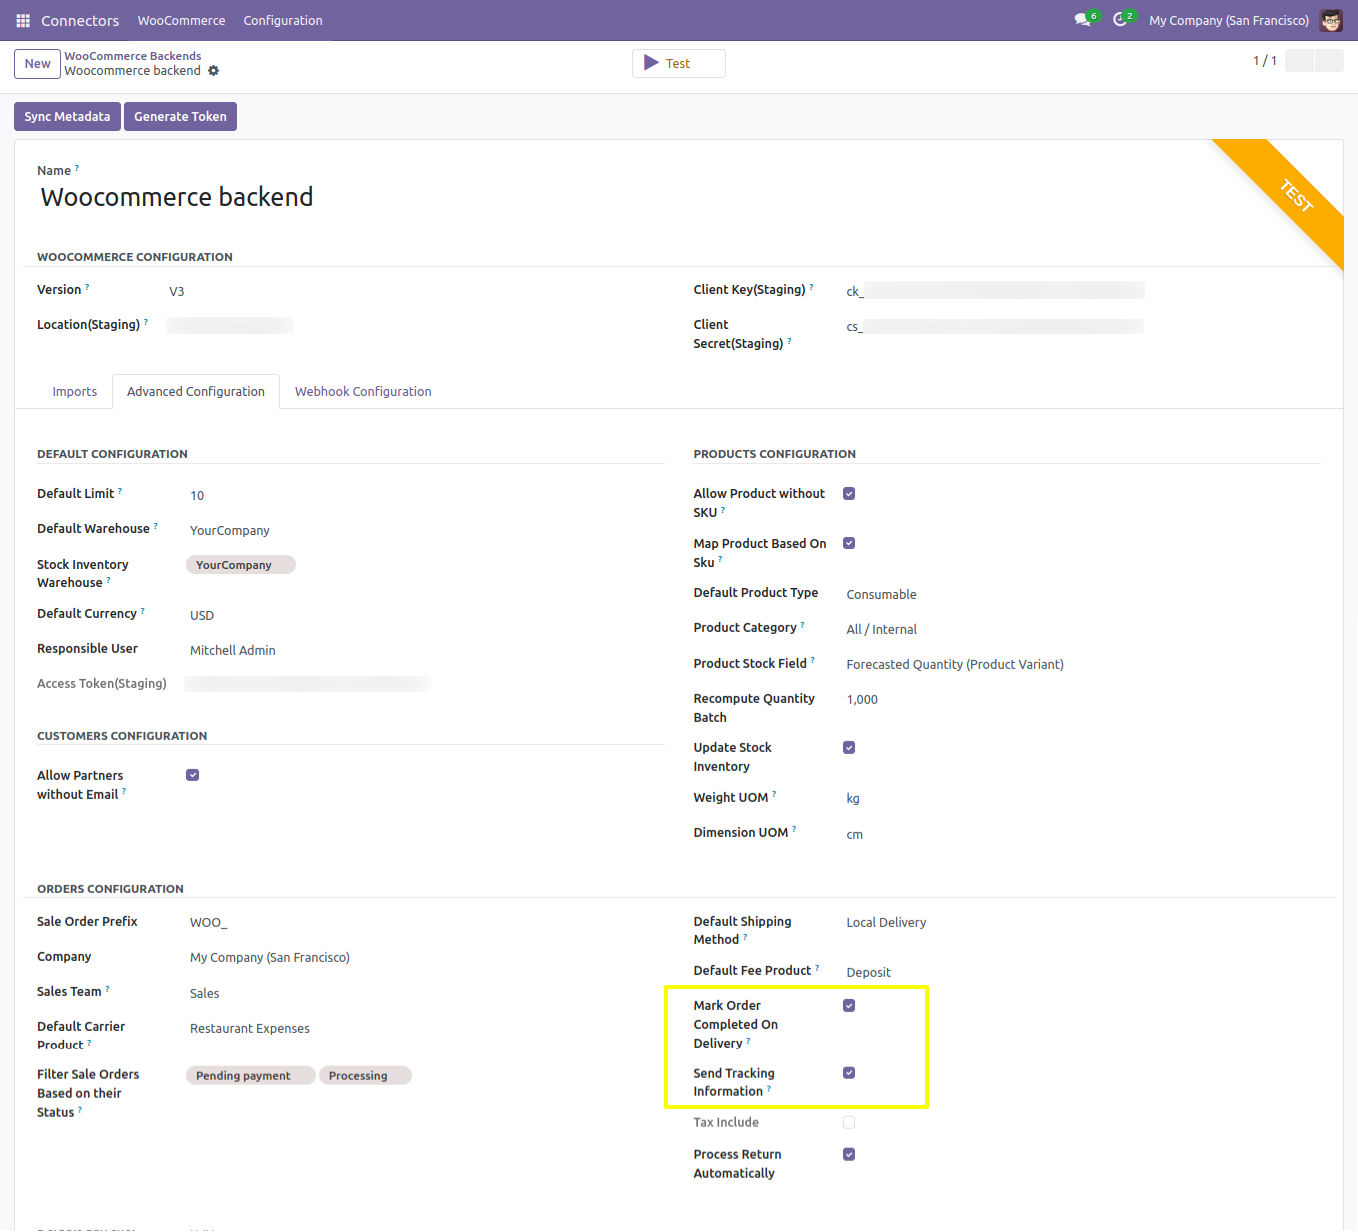 Connectors WooCommerce Configuration 6 2 My Company (San Francisco)
New WooCommerce Backends
Woocommerce backend
Test
1 / 1
Sync Metadata Generate Token
TEST
Name ?
Woocommerce backend
WOOCOMMERCE CONFIGURATION
Version ? V3
Location(Staging) ?
Client Key(Staging) ? ck_
Client
Secret(Staging) ? cs_
Imports Advanced Configuration Webhook Configuration
DEFAULT CONFIGURATION
Default Limit ? 10
Default Warehouse ? YourCompany
Stock Inventory
Warehouse ? YourCompany
Default Currency ? USD
Responsible User Mitchell Admin
Access Token(Staging)
CUSTOMERS CONFIGURATION
Allow Partners
without Email ?
PRODUCTS CONFIGURATION
Allow Product without
SKU ?
Map Product Based On
Sku ?
Default Product Type Consumable
Product Category ? All / Internal
Product Stock Field ? Forecasted Quantity (Product Variant)
Recompute Quantity
Batch 1,000
Update Stock
Inventory
Weight UOM ? kg
Dimension UOM ? cm
ORDERS CONFIGURATION
Sale Order Prefix WOO_
Company My Company (San Francisco)
Sales Team ? Sales
Default Carrier
Product ? Restaurant Expenses
Filter Sale Orders
Based on their
Status ? Pending payment Processing
Default Shipping
Method ? Local Delivery
Default Fee Product ? Deposit
Mark Order
Completed On
Delivery ?
Send Tracking
Information ?
Tax Include
Process Return
Automatically